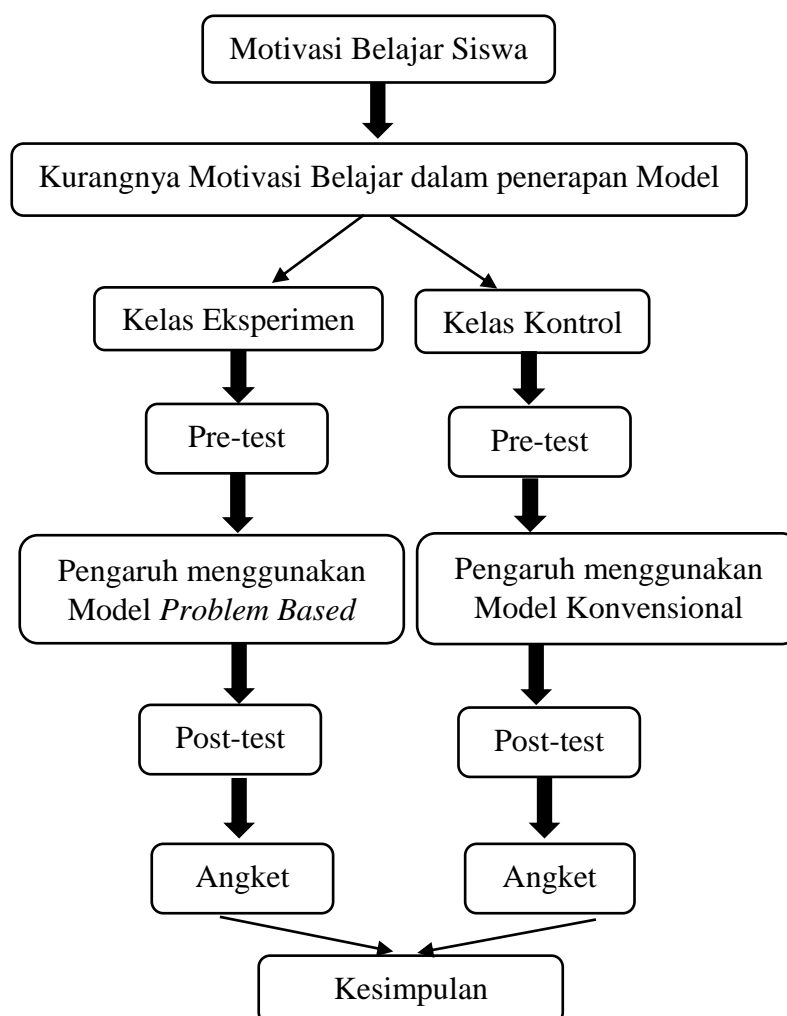 Motivasi Belajar Siswa
Kurangnya Motivasi Belajar dalam penerapan Model
Kelas Eksperimen
Kelas Kontrol
Pre-test
Pre-test
Pengaruh menggunakan
Model Problem Based
Pengaruh menggunakan
Model Konvensional
Post-test
Post-test
Angket
Angket
Kesimpulan